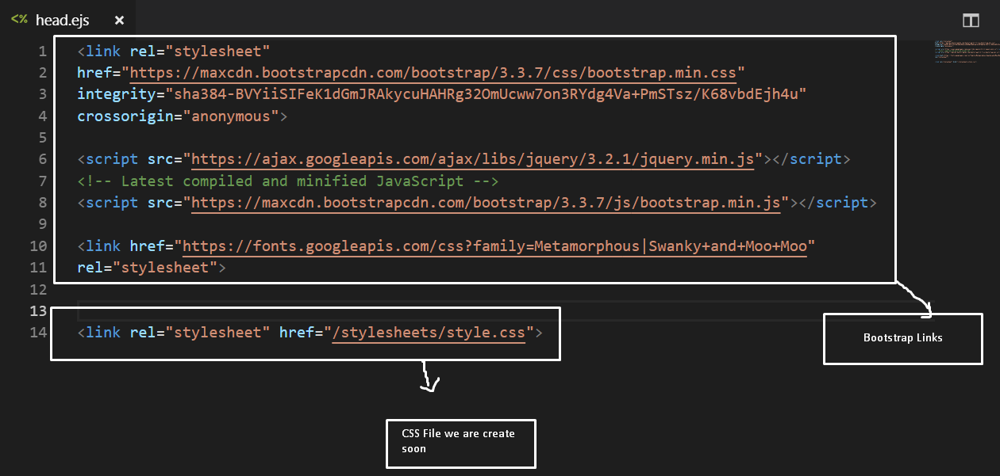 <% head.ejs ×
1 <link rel="stylesheet"
2 href="https://maxcdn.bootstrapcdn.com/bootstrap/3.3.7/css/bootstrap.min.css"
3 integrity="sha384-BVYiiSIFeK1dGmJRAkycuHAHRg32OmUcww7on3RYdg4Va+PmSTsz/K68vbdEjh4u"
4 crossorigin="anonymous">
5
6 <script src="https://ajax.googleapis.com/ajax/libs/jquery/3.2.1/jquery.min.js"></script>
7 <!-- Latest compiled and minified JavaScript -->
8 <script src="https://maxcdn.bootstrapcdn.com/bootstrap/3.3.7/js/bootstrap.min.js"></script>
9
10 <link href="https://fonts.googleapis.com/css?family=Metamorphous|Swanky+and+Moo+Moo"
11 rel="stylesheet">
12
13
14 <link rel="stylesheet" href="/stylesheets/style.css">
Bootstrap Links
CSS File we are create
soon